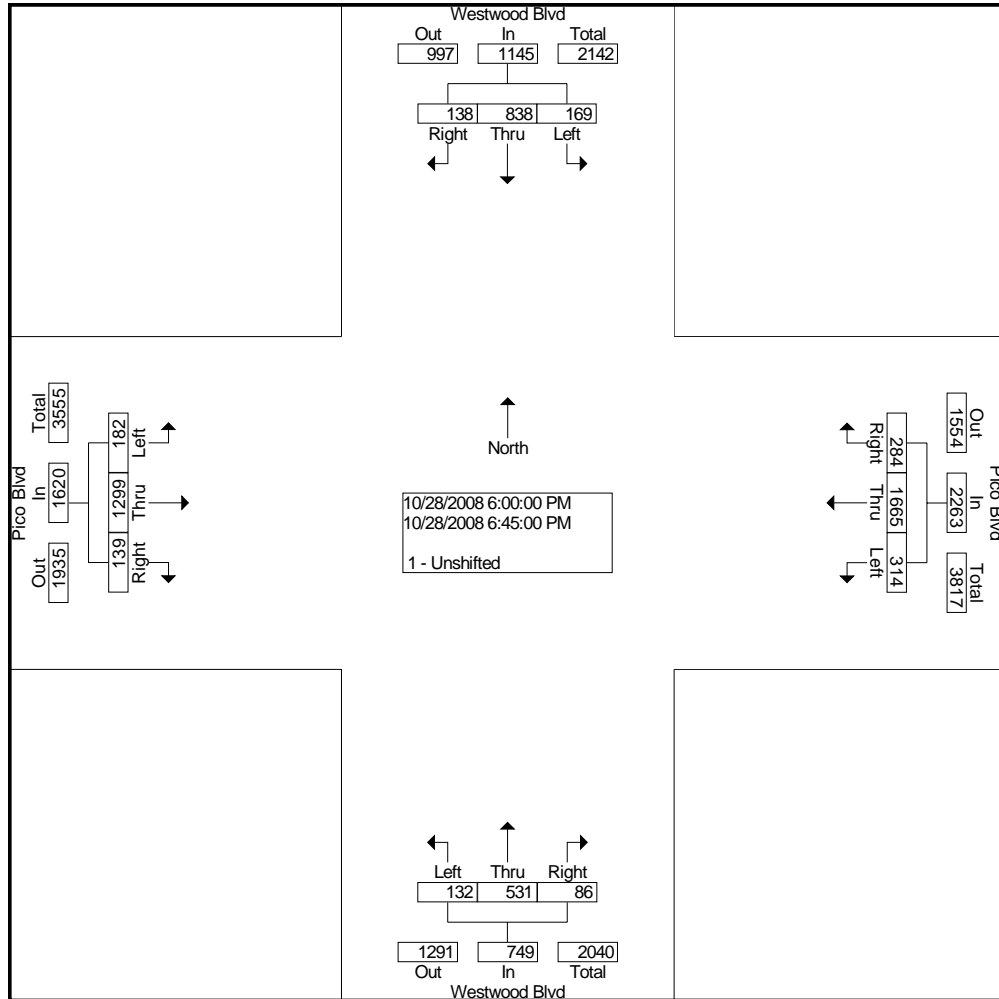 Westwood Blvd
Out In Total
997 1145 2142
138 838 169
Right Thru Left
Pico Blvd
Total In Out
3555 1620 1935
182 1299 139
Left Thru Right
North
10/28/2008 6:00:00 PM
10/28/2008 6:45:00 PM
1 - Unshifted
Pico Blvd
Out In Total
1554 2263 3817
284 1665 314
Right Thru Left
Left Thru Right
132 531 86
1291 749 2040
Out In Total
Westwood Blvd